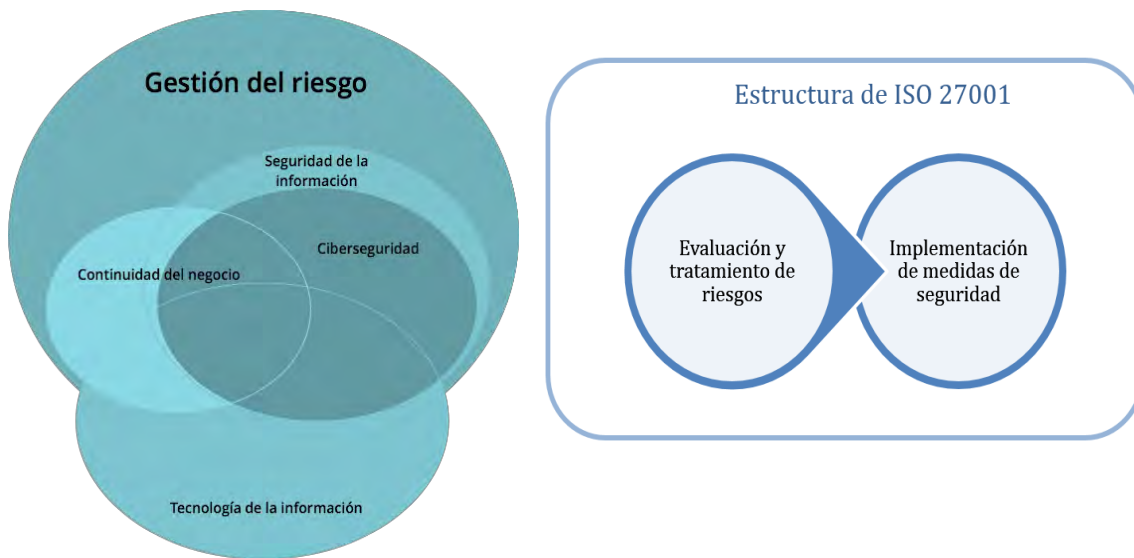 Gestión del riesgo
Seguridad de la
información
Ciberseguridad
Continuidad del negocio
Tecnología de la información
Estructura de ISO 27001
Evaluación y
tratamiento de
riesgos
Implementación
de medidas de
seguridad